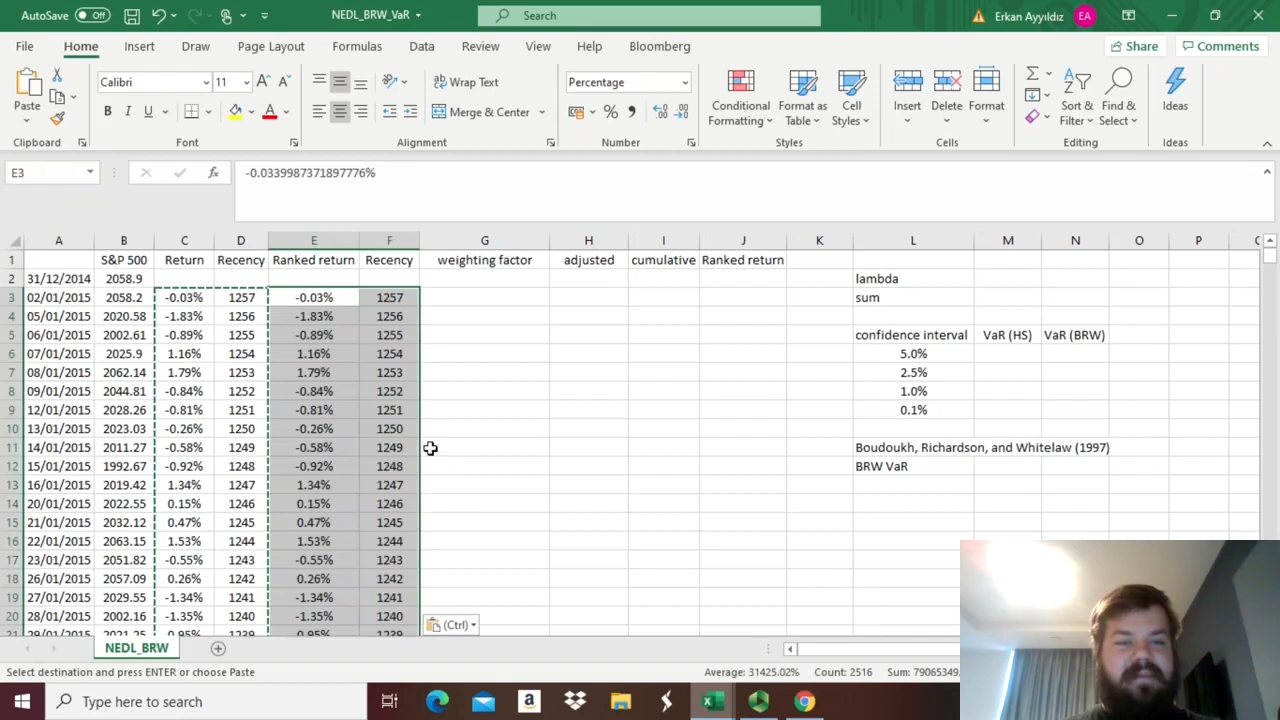 AutoSave Off NEDL_BRW_VaR Search Erkan Ayyıldız EA
File Home Insert Draw Page Layout Formulas Data Review View Help Bloomberg Share Comments
Paste
Clipboard
Calibri 11
B I U
Font
Wrap Text
Merge & Center
Alignment
Percentage
Number
Conditional Formatting
Format as Table
Cell Styles
Styles
Insert Delete Format
Cells
Sort & Filter
Find & Select
Editing
Ideas
Ideas
E3 fx -0.0339987371897776%
A B C D E F G H I J K L M N O P
1 S&P 500 Return Recency Ranked return Recency weighting factor adjusted cumulative Ranked return
2 31/12/2014 2058.9 lambda
3 02/01/2015 2058.2 -0.03% 1257 -0.03% 1257 sum
4 05/01/2015 2020.58 -1.83% 1256 -1.83% 1256
5 06/01/2015 2002.61 -0.89% 1255 -0.89% 1255 confidence interval VaR (HS) VaR (BRW)
6 07/01/2015 2025.9 1.16% 1254 1.16% 1254 5.0%
7 08/01/2015 2062.14 1.79% 1253 1.79% 1253 2.5%
8 09/01/2015 2044.81 -0.84% 1252 -0.84% 1252 1.0%
9 12/01/2015 2028.26 -0.81% 1251 -0.81% 1251 0.1%
10 13/01/2015 2023.03 -0.26% 1250 -0.26% 1250
11 14/01/2015 2011.27 -0.58% 1249 -0.58% 1249 Boudoukh, Richardson, and Whitelaw (1997)
12 15/01/2015 1992.67 -0.92% 1248 -0.92% 1248 BRW VaR
13 16/01/2015 2019.42 1.34% 1247 1.34% 1247
14 20/01/2015 2022.55 0.15% 1246 0.15% 1246
15 21/01/2015 2032.12 0.47% 1245 0.47% 1245
16 22/01/2015 2063.15 1.53% 1244 1.53% 1244
17 23/01/2015 2051.82 -0.55% 1243 -0.55% 1243
18 26/01/2015 2057.09 0.26% 1242 0.26% 1242
19 27/01/2015 2029.55 -1.34% 1241 -1.34% 1241
20 28/01/2015 2002.16 -1.35% 1240 -1.35% 1240
(Ctrl)
NEDL_BRW
Select destination and press ENTER or choose Paste Average: 31425.02% Count: 2516 Sum: 79065349.
Type here to search